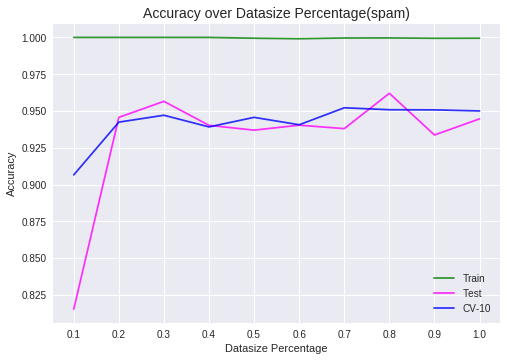 Accuracy over Datasize Percentage(spam)
1.000
0.975
0.950
0.925
0.900
0.875
0.850
0.825
Accuracy
Train
Test
CV-10
0.1 0.2 0.3 0.4 0.5 0.6 0.7 0.8 0.9 1.0
Datasize Percentage